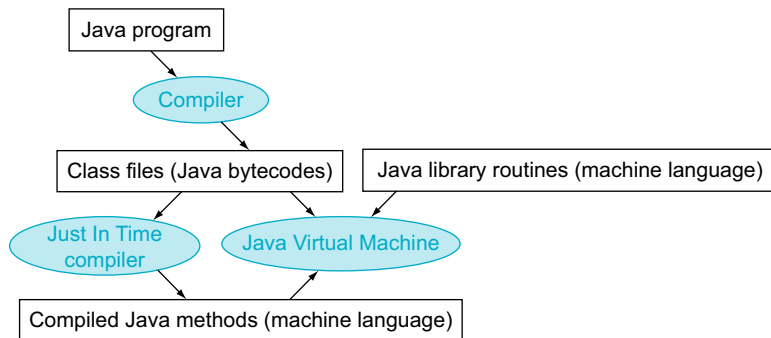 Java program
Compiler
Class files (Java bytecodes)
Java library routines (machine language)
Just In Time
compiler
Java Virtual Machine
Compiled Java methods (machine language)